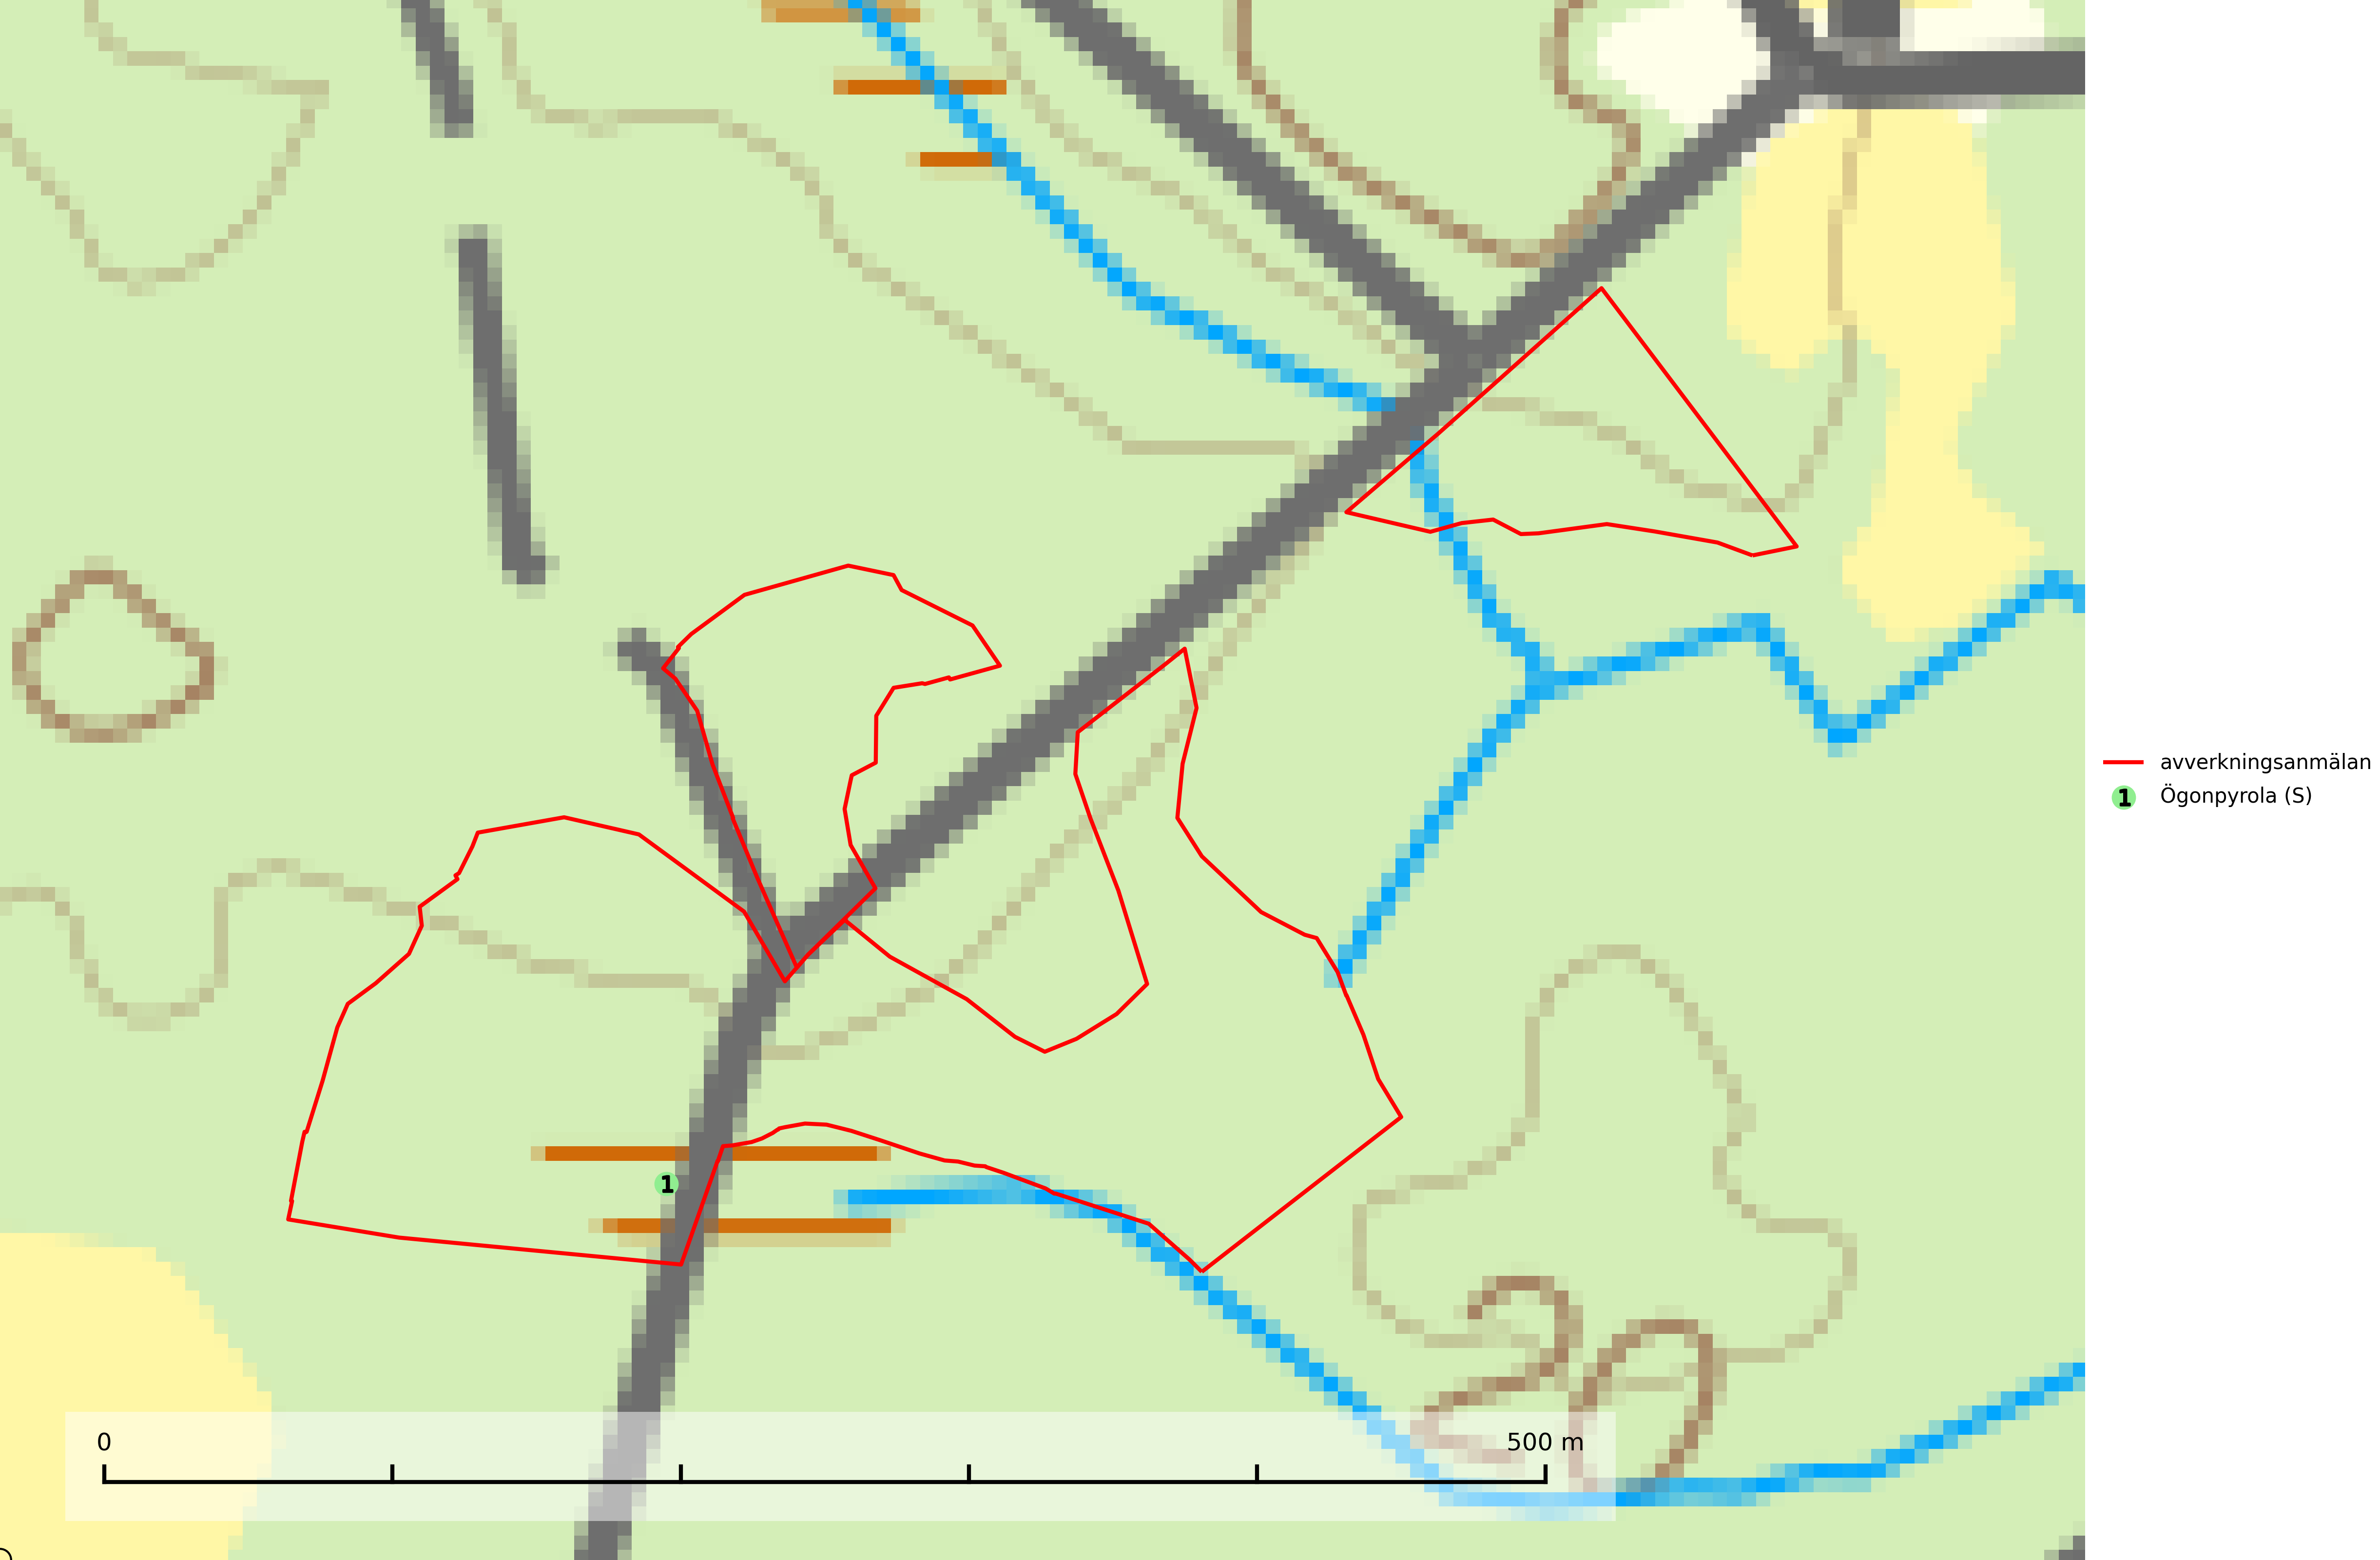 avverkningsanmälan
1 Ögonpyrola (S)
1
0 500 m